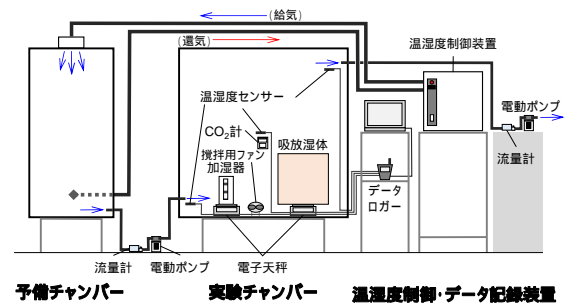 (給気)
(還気)
温湿度制御装置
温湿度センサー
電動ポンプ
CO₂計
吸放湿体
撹拌用ファン
加湿器
流量計
データ
ロガー
流量計
電動ポンプ
電子天秤
予備チャンバー
実験チャンバー
温湿度制御・データ記録装置